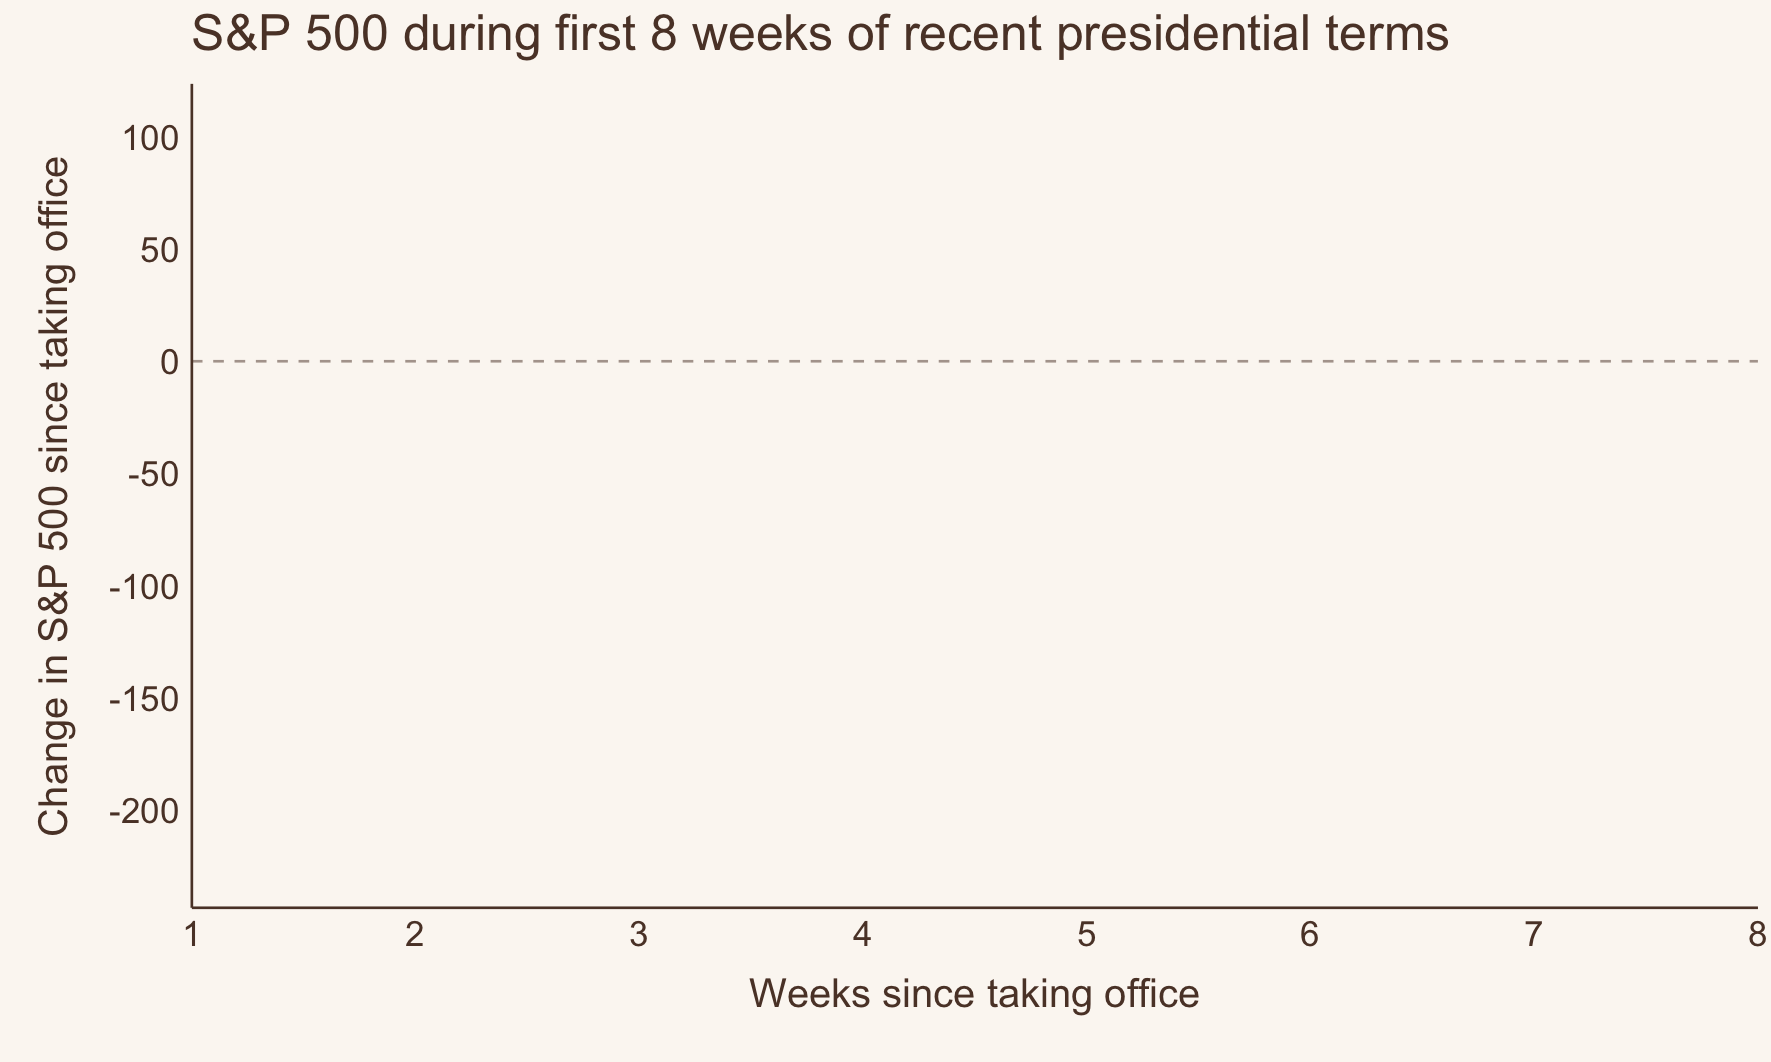 S&P 500 during first 8 weeks of recent presidential terms
Change in S&P 500 since taking office
100
50
0
-50
-100
-150
-200
1 2 3 4 5 6 7 8
Weeks since taking office